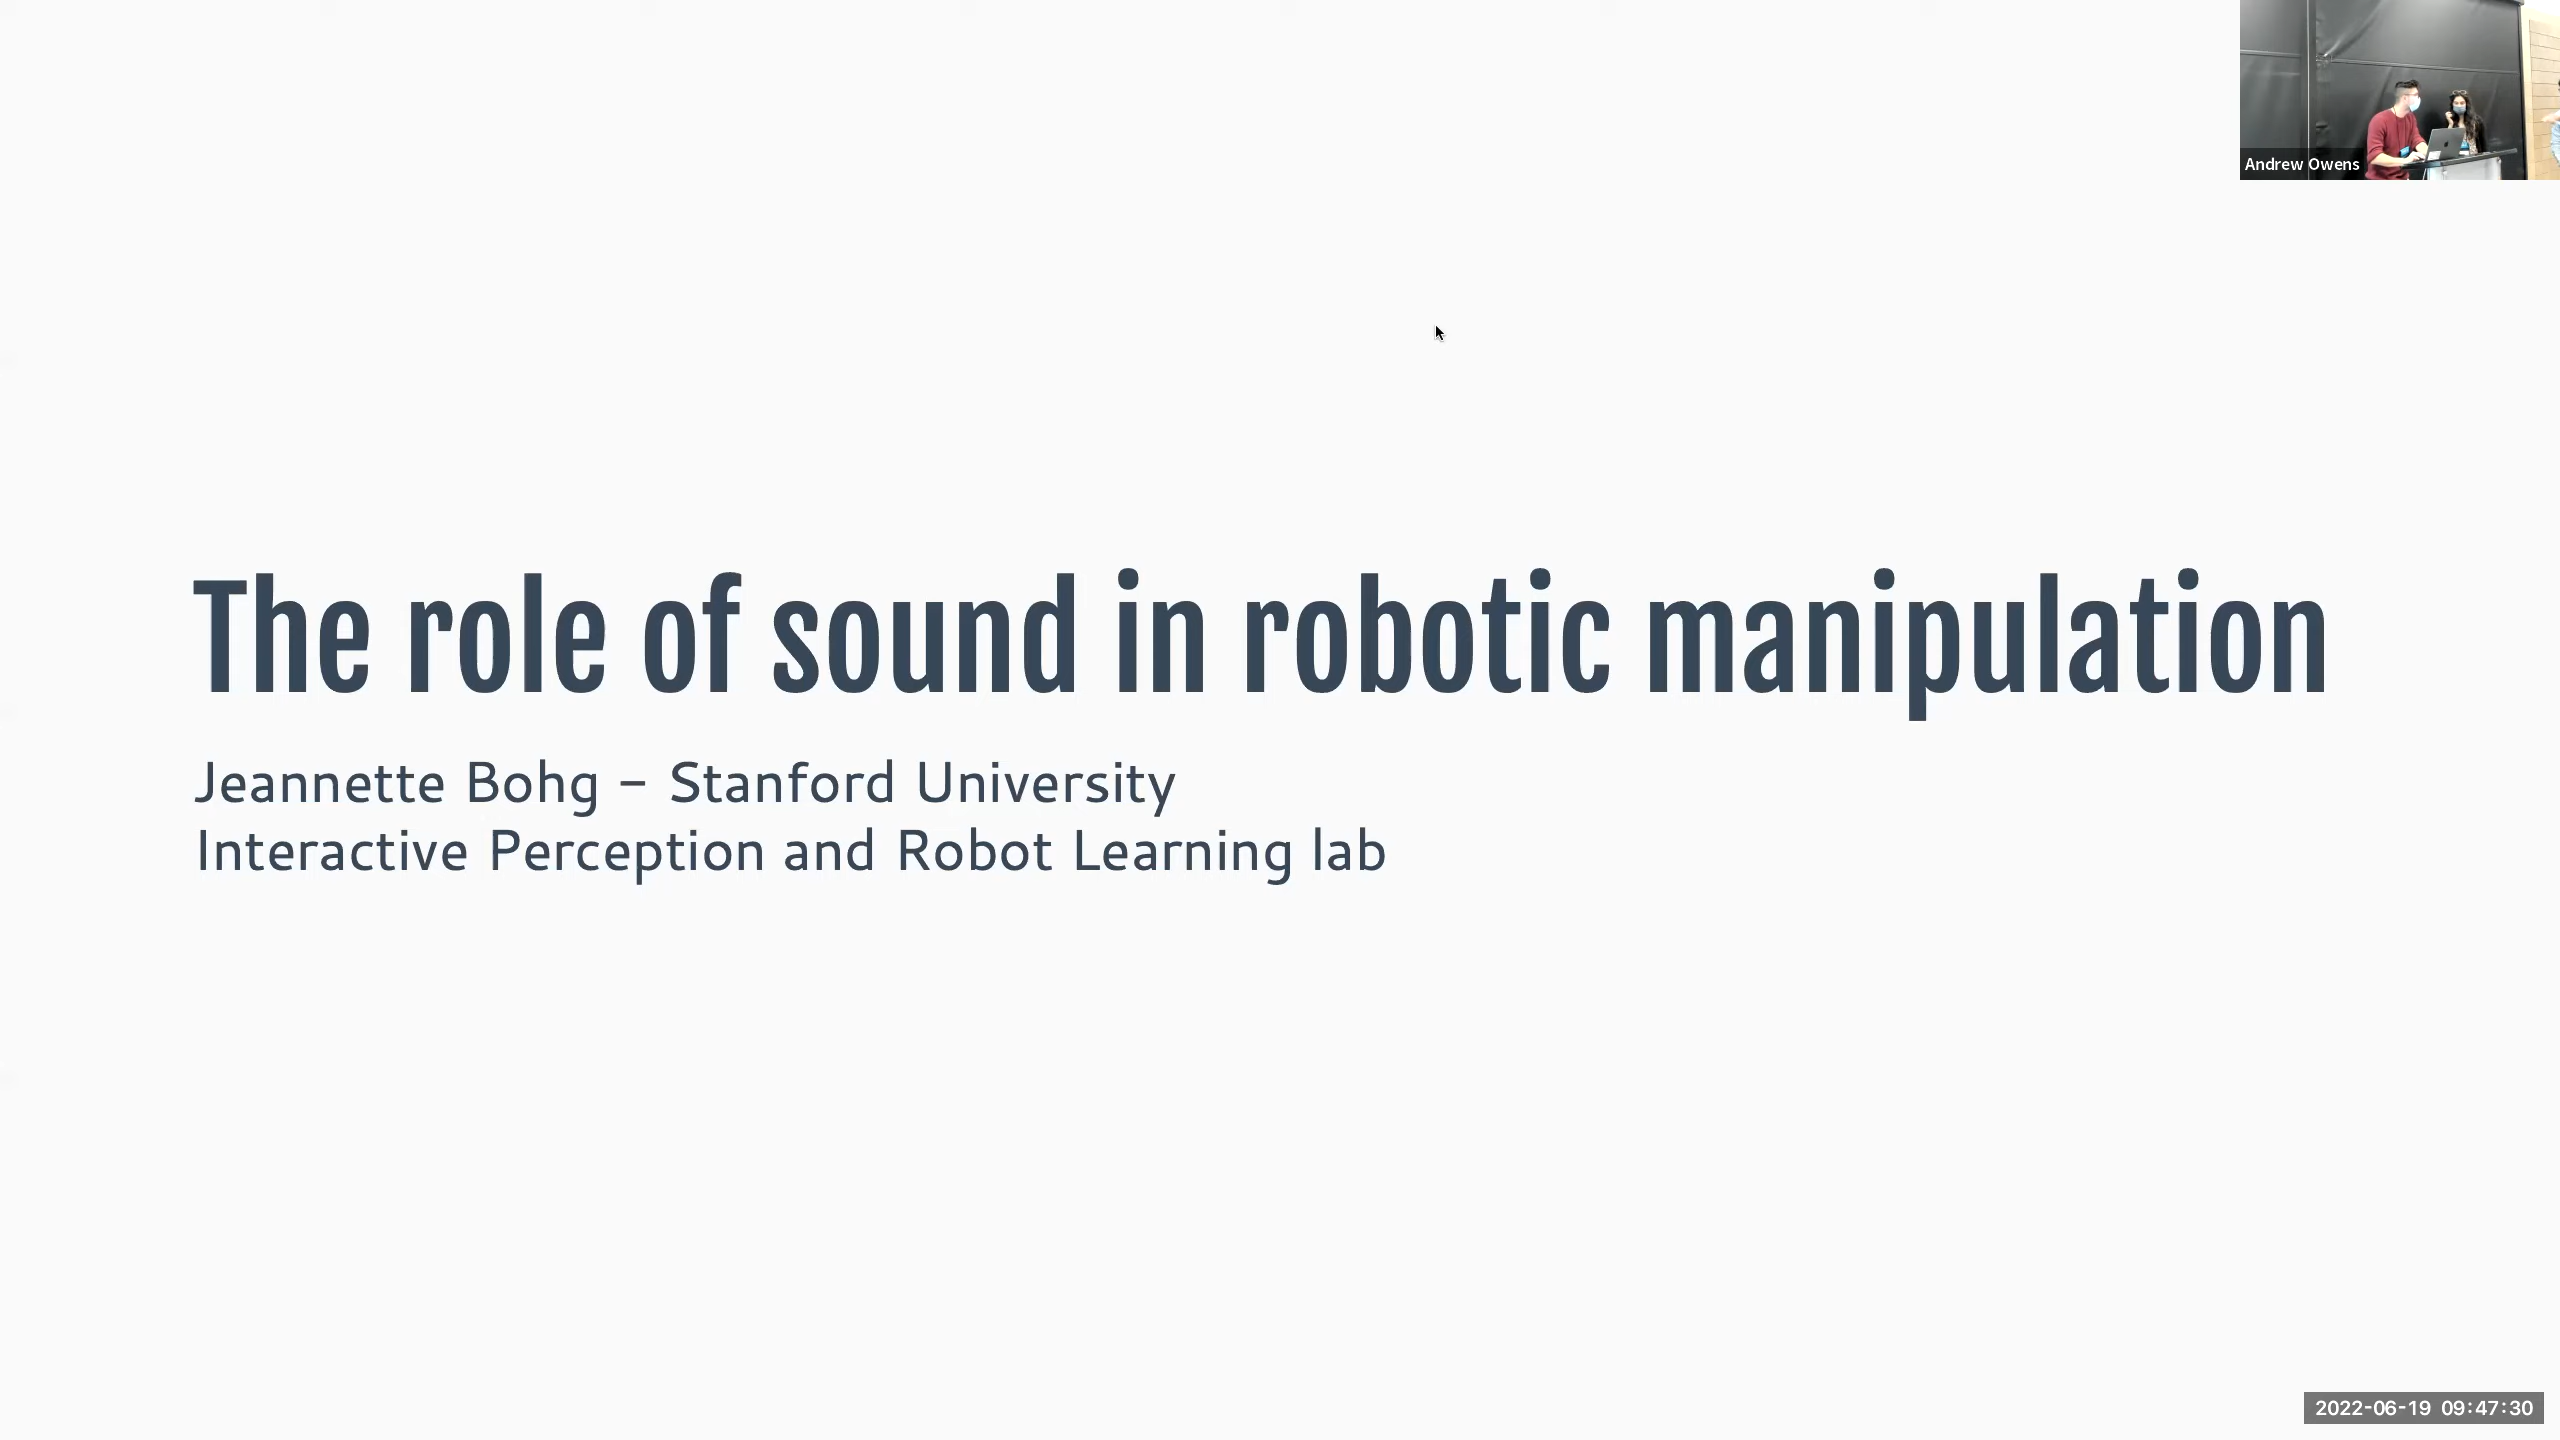 Andrew Owens
The role of sound in robotic manipulation
Jeannette Bohg - Stanford University
Interactive Perception and Robot Learning lab
2022-06-19 09:47:30